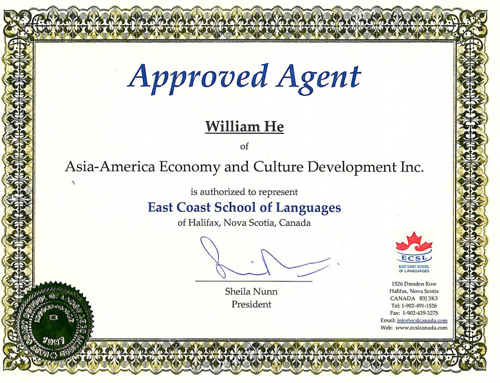 Approved Agent
William He
of
Asia-America Economy and Culture Development Inc.
is authorized to represent
East Coast School of Languages
of Halifax, Nova Scotia, Canada
Sheila Nunn
President
ECSL
EAST COAST SCHOOL
OF LANGUAGES
1526 Dresden Row
Halifax, Nova Scotia
CANADA B3J 3K3
Tel: 1-902-491-1526
Fax: 1-902-429-3278
Email: info@ecslcanada.com
Web: www.ecslcanada.com